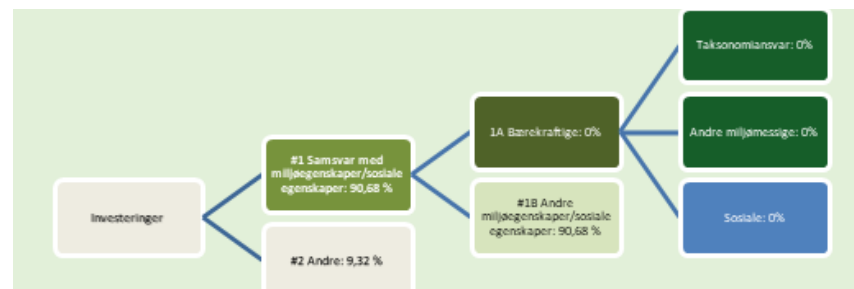 Taksonomiansvar: 0%
1A Bærekraftige: 0%
Andre miljømessige: 0%
#1 Samsvar med
miljøegenskaper/sosiale
egenskaper: 90,68 %
Investeringer
#1B Andre
miljøegenskaper/sosiale
egenskaper: 90,68 %
Sosiale: 0%
#2 Andre: 9,32 %